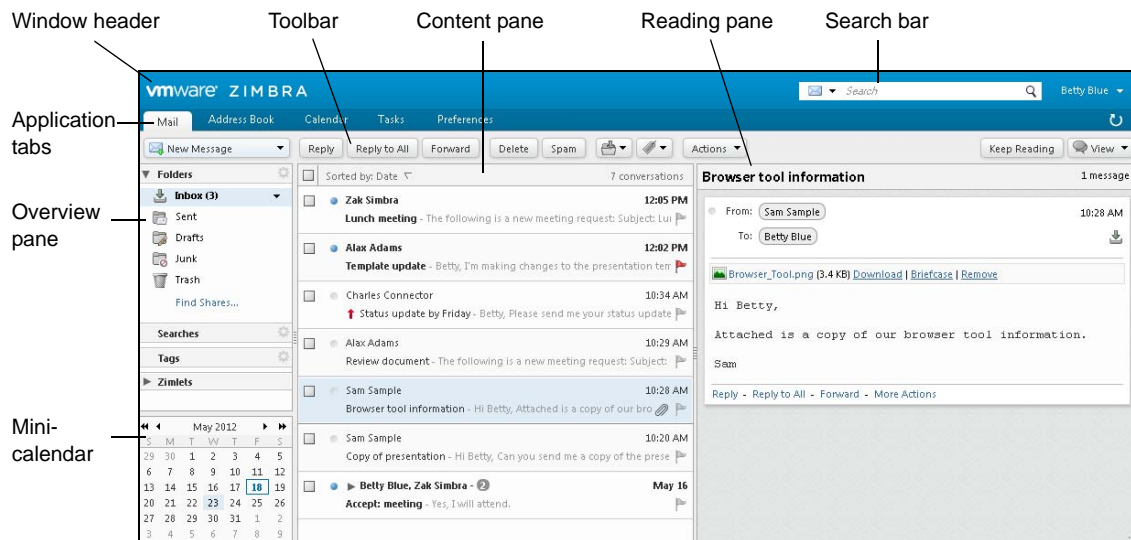 Window header
Toolbar
Content pane
Reading pane
Search bar
Application tabs
Overview pane
Mini-calendar
vmware ZIMBRA
Search
Betty Blue
Mail Address Book Calendar Tasks Preferences
New Message Reply Reply to All Forward Delete Spam Actions Keep Reading View
Folders
Inbox (3)
Sent
Drafts
Junk
Trash
Find Shares...
Searches
Tags
Zimlets
May 2012
S M T W T F S
29 30 1 2 3 4 5
6 7 8 9 10 11 12
13 14 15 16 17 18 19
20 21 22 23 24 25 26
27 28 29 30 31 1 2
3 4 5 6 7 8 9
Sorted by: Date 7 conversations
Zak Simbra 12:05 PM
Lunch meeting - The following is a new meeting request: Subject: Lu
Alax Adams 12:02 PM
Template update - Betty, I'm making changes to the presentation tem
Charles Connector 10:34 AM
Status update by Friday - Betty, Please send me your status update
Alax Adams 10:29 AM
Review document - The following is a new meeting request: Subject:
Sam Sample 10:28 AM
Browser tool information - Hi Betty, Attached is a copy of our bro
Sam Sample 10:20 AM
Copy of presentation - Hi Betty, Can you send me a copy of the prese
Betty Blue, Zak Simbra - 2 May 16
Accept: meeting - Yes, I will attend.
Browser tool information 1 message
From: Sam Sample 10:28 AM
To: Betty Blue
Browser_Tool.png (3.4 KB) Download | Briefcase | Remove
Hi Betty,
Attached is a copy of our browser tool information.
Sam
Reply - Reply to All - Forward - More Actions